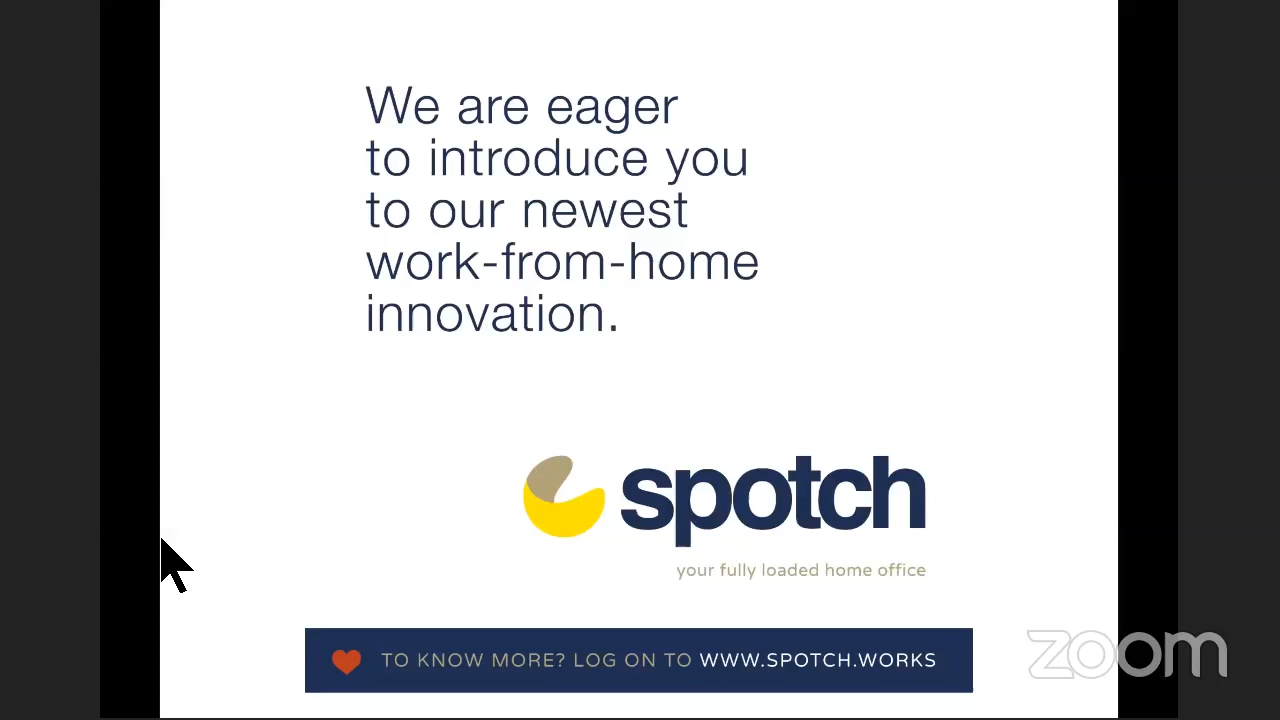 We are eager
to introduce you
to our newest
work-from-home
innovation.
spotch
your fully loaded home office
TO KNOW MORE? LOG ON TO WWW.SPOTCH.WORKS
zoom